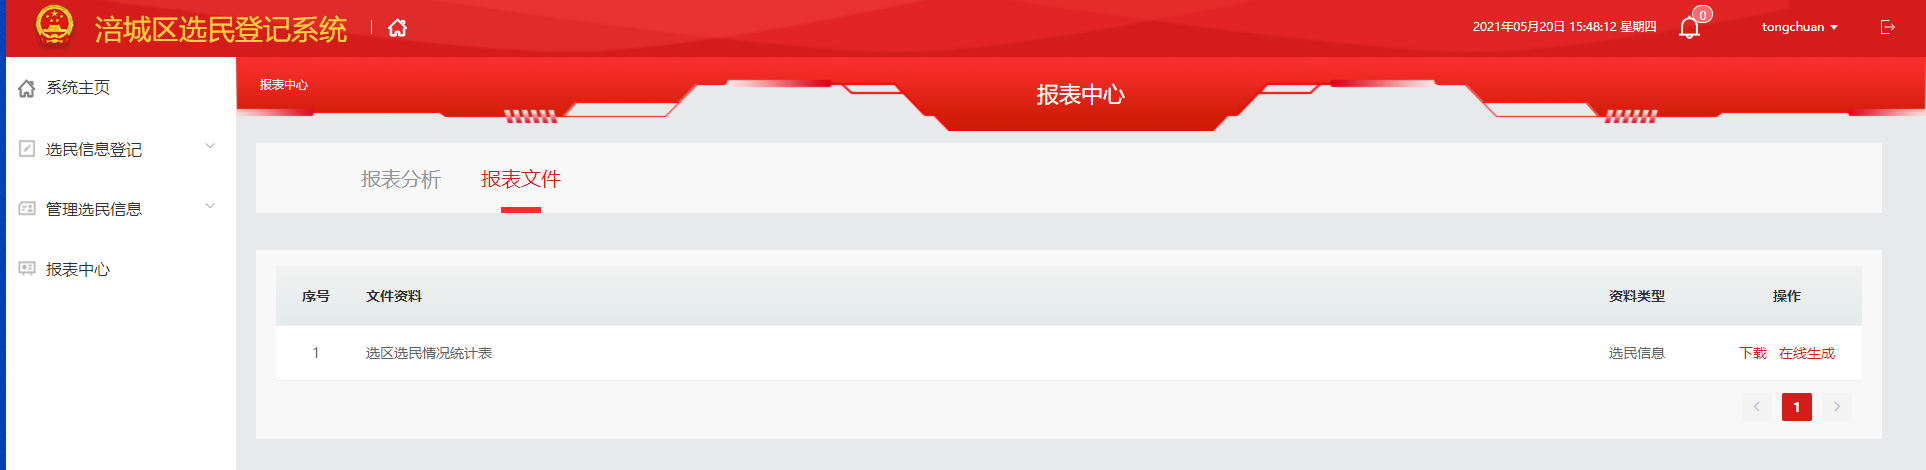 涪城区选民登记系统
2021年05月20日 15:48:12 星期四
0
tongchuan
系统主页
选民信息登记
管理选民信息
报表中心
报表中心
报表中心
报表分析 报表文件
序号 文件资料 资料类型 操作
1 选区选民情况统计表 选民信息 下载 在线生成
1